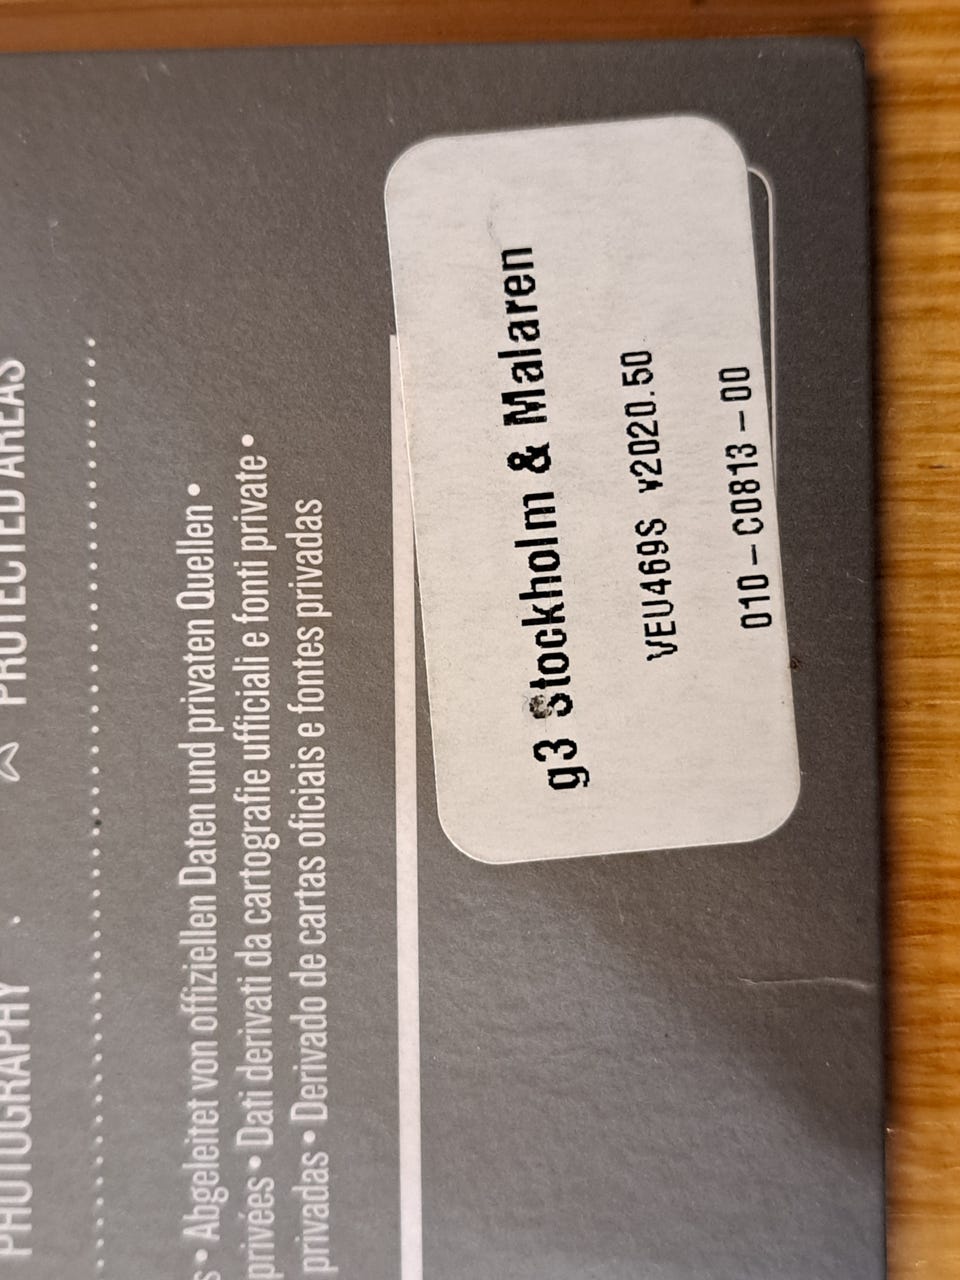 PHOTOGRAPHY PROTECTED AREAS
s • Abgeleitet von offiziellen Daten und privaten Quellen •
privées • Dati derivati da cartografie ufficiali e fonti private •
privadas • Derivado de cartas oficiais e fontes privadas
g3 Stockholm & Malaren
VEU469S v2020.50
010-C0813-00